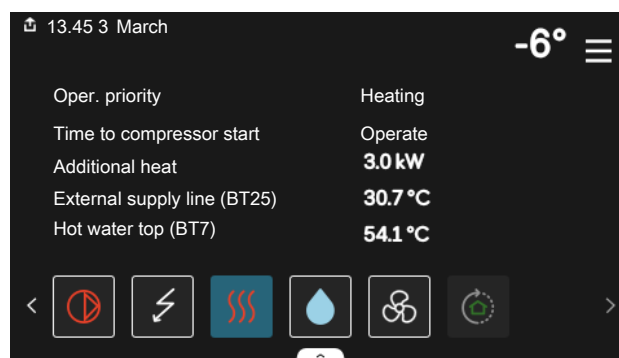 13.45 3 March
-6°
Oper. priority Heating
Time to compressor start Operate
Additional heat 3.0 kW
External supply line (BT25) 30.7 °C
Hot water top (BT7) 54.1 °C